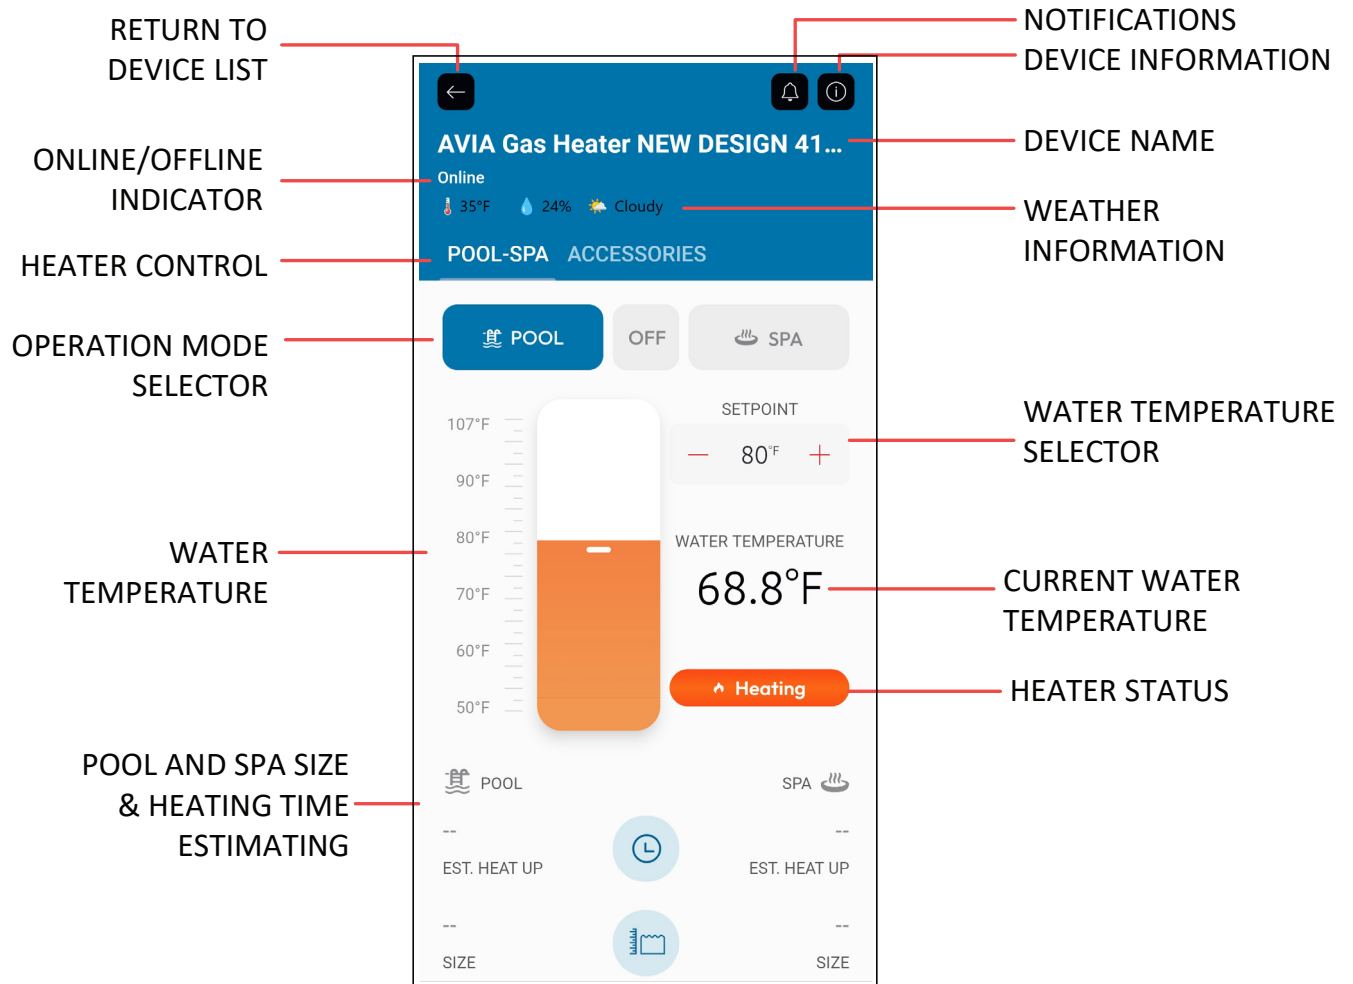 RETURN TO
DEVICE LIST
NOTIFICATIONS
DEVICE INFORMATION
AVIA Gas Heater NEW DESIGN 41...
DEVICE NAME
ONLINE/OFFLINE
INDICATOR
Online
35°F 24% Cloudy
WEATHER
INFORMATION
HEATER CONTROL
POOL-SPA ACCESSORIES
OPERATION MODE
SELECTOR
POOL OFF SPA
SETPOINT
80°F
WATER TEMPERATURE
SELECTOR
107°F
90°F
80°F
70°F
60°F
50°F
WATER
TEMPERATURE
WATER TEMPERATURE
68.8°F
CURRENT WATER
TEMPERATURE
Heating
HEATER STATUS
POOL AND SPA SIZE
& HEATING TIME
ESTIMATING
POOL SPA
-- --
EST. HEAT UP EST. HEAT UP
-- --
SIZE SIZE